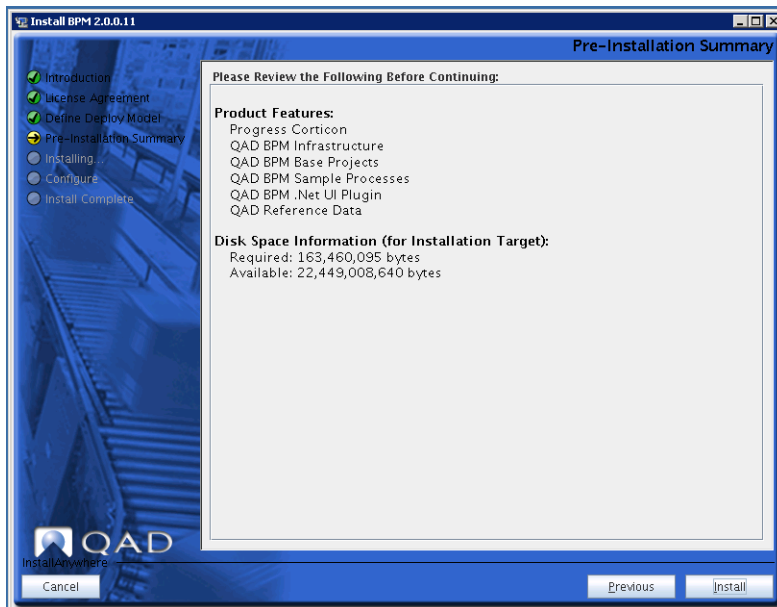 Install BPM 2.0.0.11
Pre-Installation Summary
Introduction
License Agreement
Define Deploy Model
Pre-Installation Summary
Installing...
Configure
Install Complete
Please Review the Following Before Continuing:
Product Features:
Progress Corticon
QAD BPM Infrastructure
QAD BPM Base Projects
QAD BPM Sample Processes
QAD BPM .Net UI Plugin
QAD Reference Data
Disk Space Information (for Installation Target):
Required: 163,460,095 bytes
Available: 22,449,008,640 bytes
QAD
InstallAnywhere
Cancel
Previous
Install